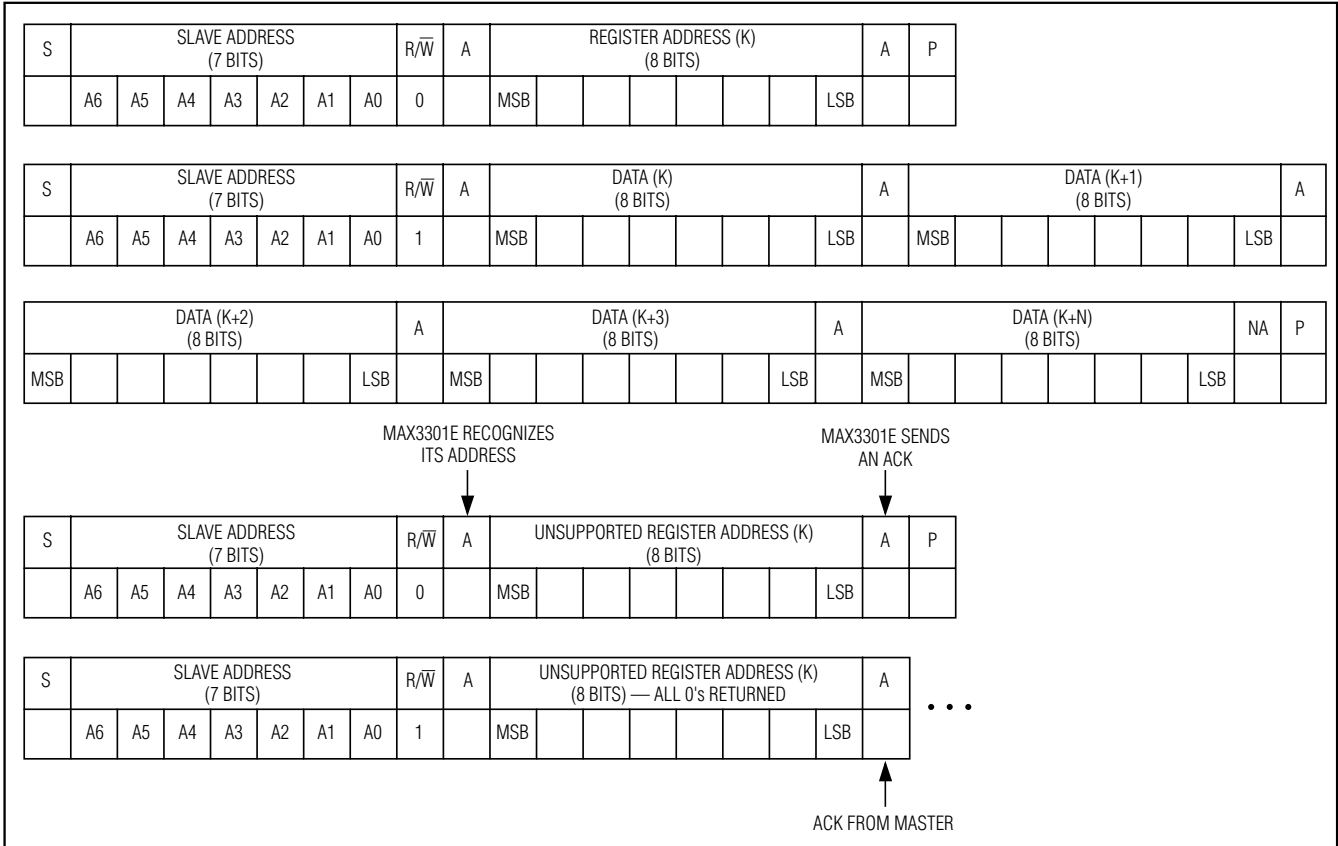 S SLAVE ADDRESS R/W̅ A REGISTER ADDRESS (K) A P
(7 BITS) (8 BITS)
A6 A5 A4 A3 A2 A1 A0 0 MSB LSB
S SLAVE ADDRESS R/W̅ A DATA (K) A DATA (K+1) A
(7 BITS) (8 BITS) (8 BITS)
A6 A5 A4 A3 A2 A1 A0 1 MSB LSB MSB LSB
DATA (K+2) A DATA (K+3) A DATA (K+N) NA P
(8 BITS) (8 BITS) (8 BITS)
MSB LSB MSB LSB MSB LSB
MAX3301E RECOGNIZES MAX3301E SENDS
ITS ADDRESS AN ACK
S SLAVE ADDRESS R/W̅ A UNSUPPORTED REGISTER ADDRESS (K) A P
(7 BITS) (8 BITS)
A6 A5 A4 A3 A2 A1 A0 0 MSB LSB
S SLAVE ADDRESS R/W̅ A UNSUPPORTED REGISTER ADDRESS (K) A
(7 BITS) (8 BITS) — ALL 0's RETURNED
• • •
A6 A5 A4 A3 A2 A1 A0 1 MSB LSB
ACK FROM MASTER